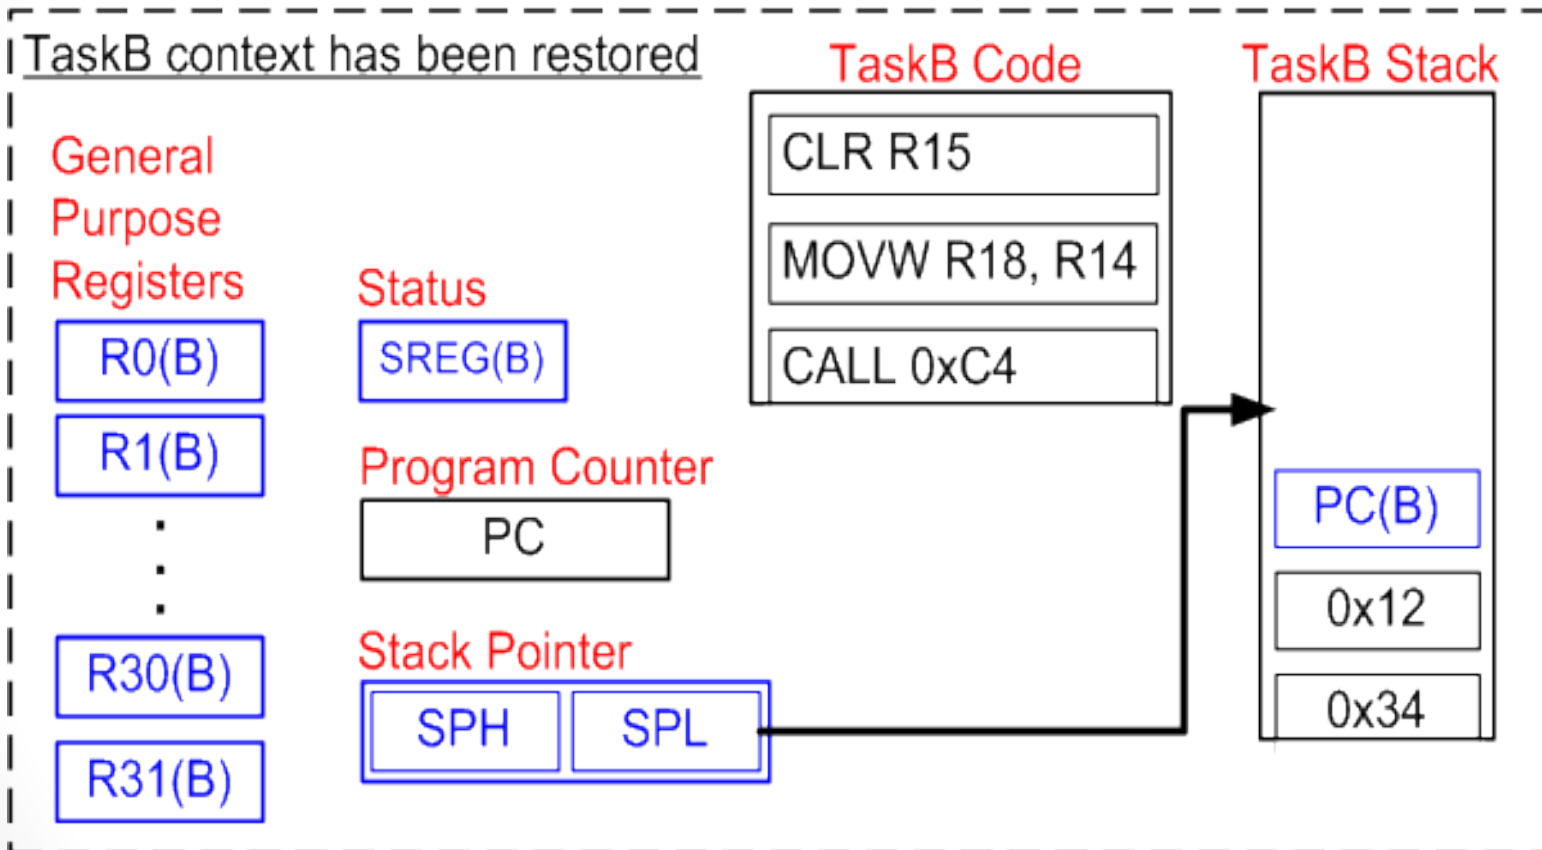 TaskB context has been restored
TaskB Code
TaskB Stack
General
Purpose
Registers
R0(B)
R1(B)
R30(B)
R31(B)
Status
SREG(B)
Program Counter
PC
Stack Pointer
SPH SPL
CLR R15
MOVW R18, R14
CALL 0xC4
PC(B)
0x12
0x34